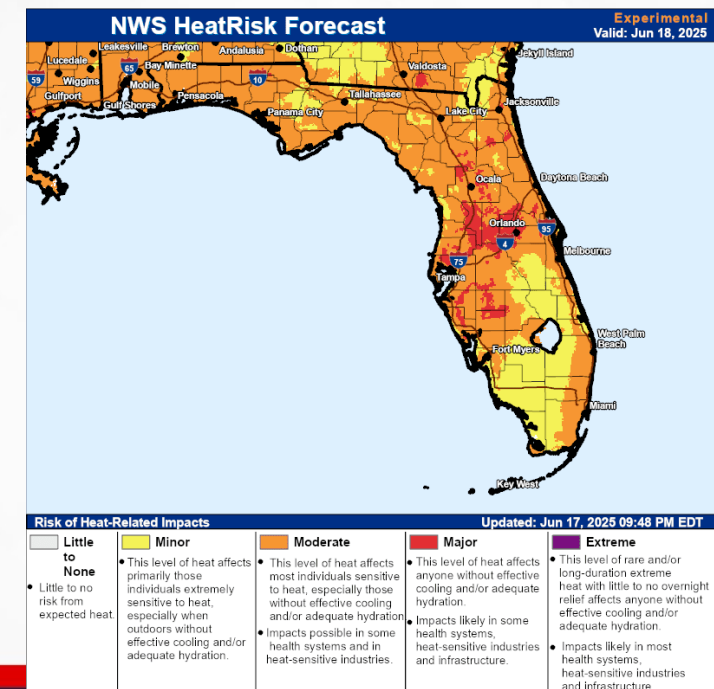 NWS HeatRisk Forecast
Experimental
Valid: Jun 18, 2025
Leakesville
Brewton
Andalusia
Dothan
Jekyll Island
Lucedale
65
Bay Minette
Valdosta
59
Wiggins
10
Mobile
Tallahassee
Gulfport
Pensacola
Jacksonville
Gulf Shores
Panama City
Lake City
Ocala
Daytona Beach
Orlando
95
4
Melbourne
75
Tampa
West Palm
Beach
Fort Myers
Miami
Key West
Risk of Heat-Related Impacts
Updated: Jun 17, 2025 09:48 PM EDT
Little
to
None
• Little to no
risk from
expected heat.
Minor
• This level of heat affects
primarily those
individuals extremely
sensitive to heat,
especially when
outdoors without
effective cooling and/or
adequate hydration.
Moderate
• This level of heat affects
most individuals sensitive
to heat, especially those
without effective cooling
and/or adequate hydration
• Impacts possible in some
health systems and in
heat-sensitive industries.
Major
• This level of heat affects
anyone without effective
cooling and/or adequate
hydration.
• Impacts likely in some
health systems,
heat-sensitive industries
and infrastructure.
Extreme
• This level of rare and/or
long-duration extreme
heat with little to no overnight
relief affects anyone without
effective cooling and/or
adequate hydration.
• Impacts likely in most
health systems,
heat-sensitive industries
and infrastructure